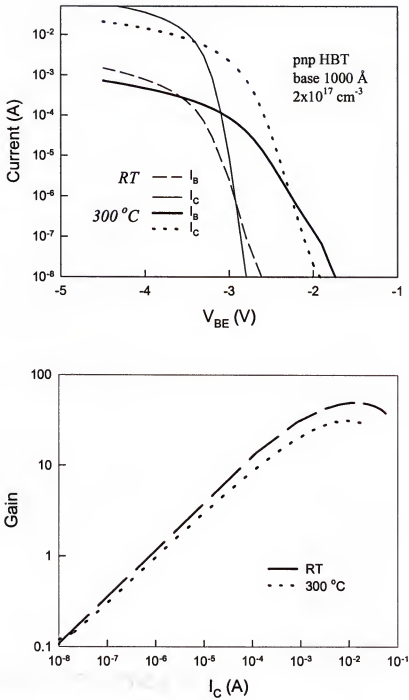 10⁻²
10⁻³
10⁻⁴
10⁻⁵
10⁻⁶
10⁻⁷
10⁻⁸
Current (A)
pnp HBT
base 1000 Å
2x10¹⁷ cm⁻³
RT
I_B
I_C
300 °C
I_B
I_C
-5 -4 -3 -2 -1
V_BE (V)
100
10
1
0.1
Gain
RT
300 °C
10⁻⁸ 10⁻⁷ 10⁻⁶ 10⁻⁵ 10⁻⁴ 10⁻³ 10⁻² 10⁻¹
I_C (A)